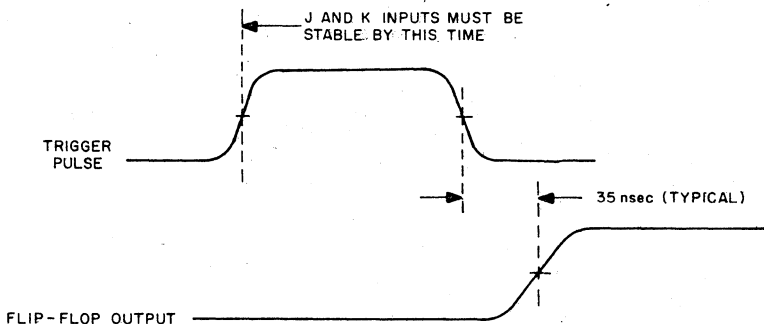 J AND K INPUTS MUST BE
STABLE BY THIS TIME
TRIGGER
PULSE
35 nsec (TYPICAL)
FLIP-FLOP OUTPUT